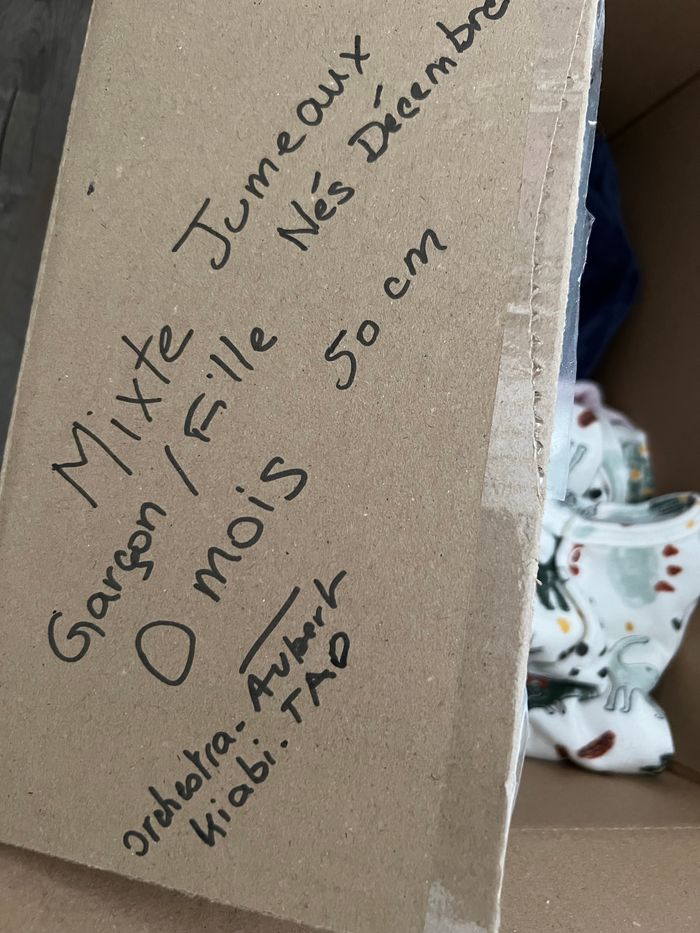 Jumeaux
Nés Décembre
Mixte
Garçon / Fille
50 cm
0 mois
Orchestra - Aubert
Kiabi - TAO